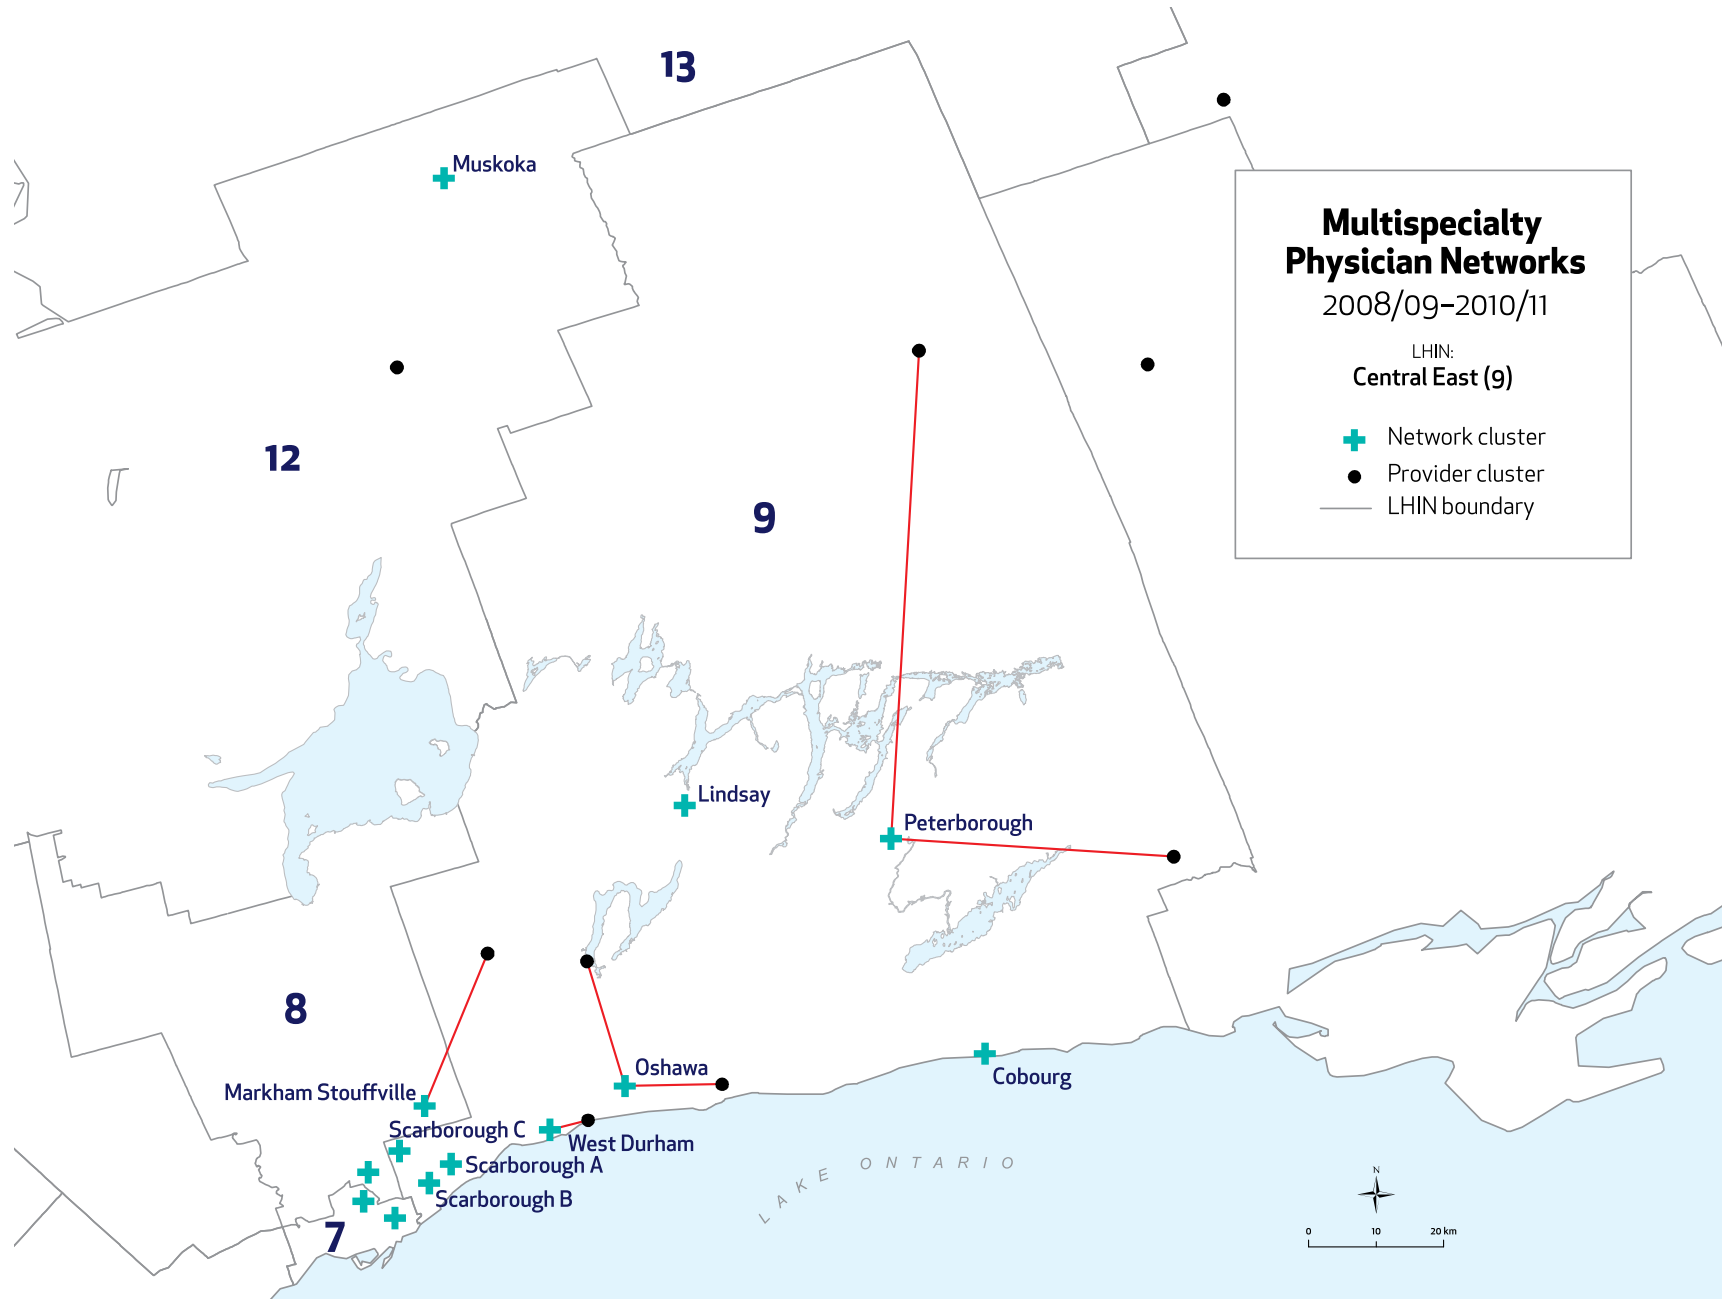 13
Muskoka
Multispecialty
Physician Networks
2008/09–2010/11
LHIN:
Central East (9)
Network cluster
Provider cluster
LHIN boundary
12
9
Lindsay
Peterborough
8
Oshawa
Cobourg
Markham Stouffville
Scarborough C
West Durham
Scarborough A
Scarborough B
LAKE ONTARIO
7
N
0 10 20 km